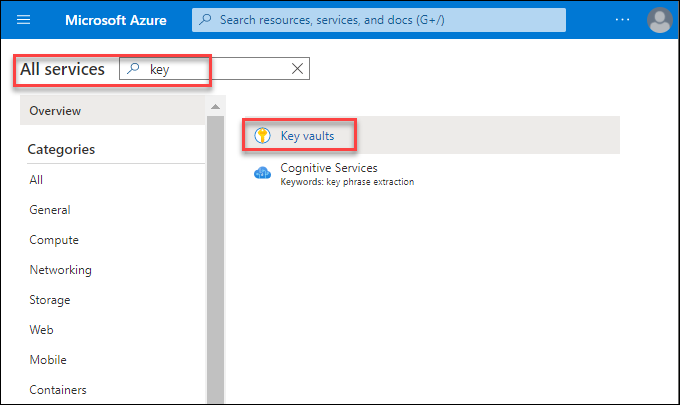 Microsoft Azure
Search resources, services, and docs (G+/)
All services
key
Overview
Categories
All
General
Compute
Networking
Storage
Web
Mobile
Containers
Key vaults
Cognitive Services
Keywords: key phrase extraction